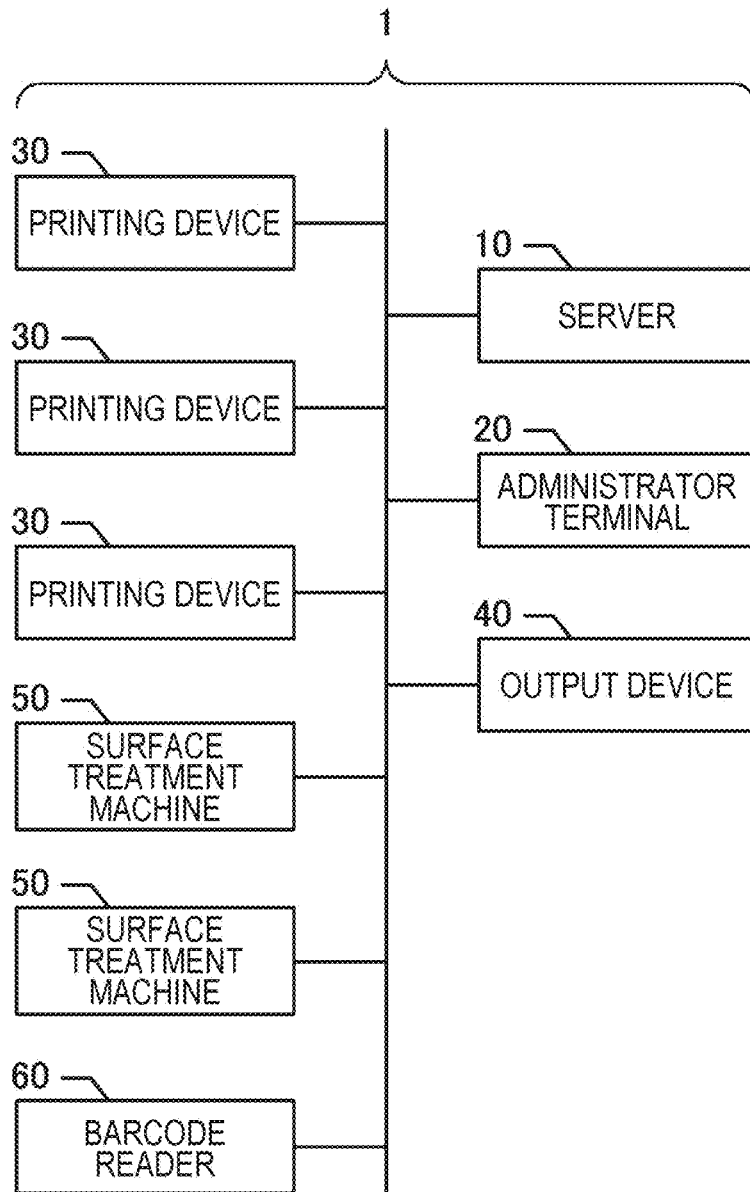 1
30
PRINTING DEVICE
10
SERVER
30
PRINTING DEVICE
20
ADMINISTRATOR
TERMINAL
30
PRINTING DEVICE
40
OUTPUT DEVICE
50
SURFACE
TREATMENT
MACHINE
50
SURFACE
TREATMENT
MACHINE
60
BARCODE
READER